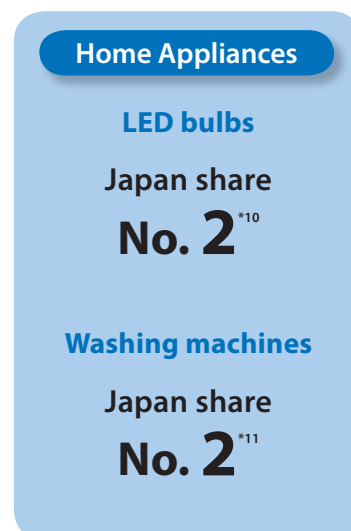 Home Appliances
LED bulbs
Japan share
No. 2*10
Washing machines
Japan share
No. 2*11